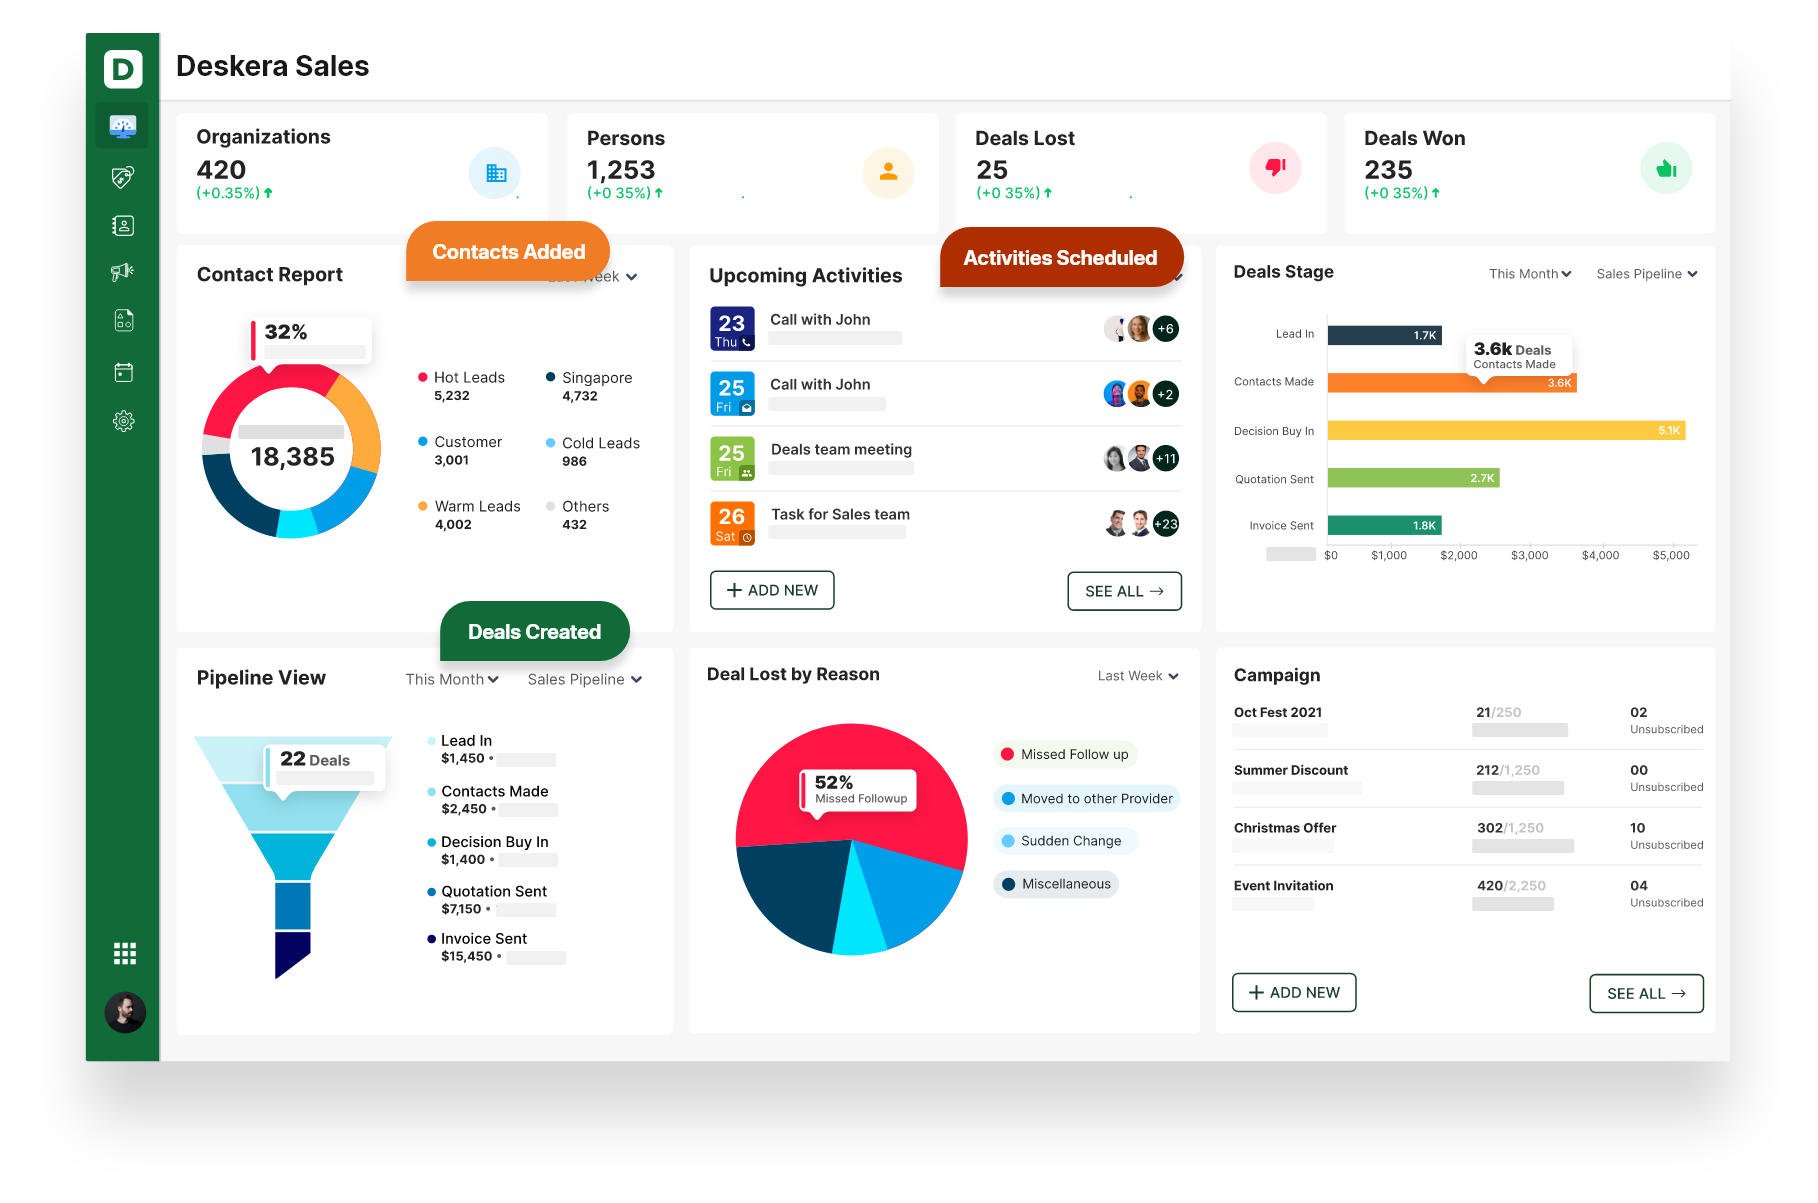 D
Deskera Sales
Organizations
420
(+0.35%)
Persons
1,253
(+0 35%)
Deals Lost
25
(+0 35%)
Deals Won
235
(+0 35%)
Contacts Added
Activities Scheduled
Contact Report
Week
32%
18,385
Hot Leads
5,232
Singapore
4,732
Customer
3,001
Cold Leads
986
Warm Leads
4,002
Others
432
Upcoming Activities
23
Thu
Call with John
+6
25
Fri
Call with John
+2
25
Fri
Deals team meeting
+11
26
Sat
Task for Sales team
+23
+ ADD NEW
SEE ALL →
Deals Stage
This Month
Sales Pipeline
Lead In
1.7K
3.6k Deals
Contacts Made
Contacts Made
3.6K
Decision Buy In
5.1K
Quotation Sent
2.7K
Invoice Sent
1.8K
$0 $1,000 $2,000 $3,000 $4,000 $5,000
Deals Created
Pipeline View
This Month
Sales Pipeline
22 Deals
Lead In
$1,450 •
Contacts Made
$2,450 •
Decision Buy In
$1,400 •
Quotation Sent
$7,150 •
Invoice Sent
$15,450 •
Deal Lost by Reason
Last Week
52%
Missed Followup
Missed Follow up
Moved to other Provider
Sudden Change
Miscellaneous
Campaign
Oct Fest 2021
21/250
02
Unsubscribed
Summer Discount
212/1,250
00
Unsubscribed
Christmas Offer
302/1,250
10
Unsubscribed
Event Invitation
420/2,250
04
Unsubscribed
+ ADD NEW
SEE ALL →